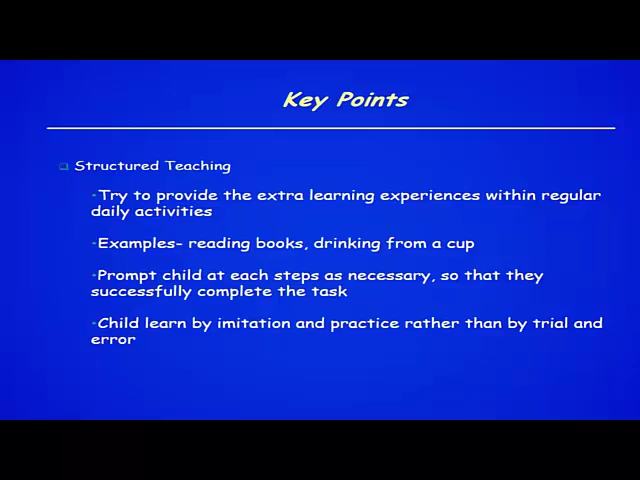 Key Points
Structured Teaching
-Try to provide the extra learning experiences within regular
daily activities
-Examples- reading books, drinking from a cup
-Prompt child at each steps as necessary, so that they
successfully complete the task
-Child learn by imitation and practice rather than by trial and
error